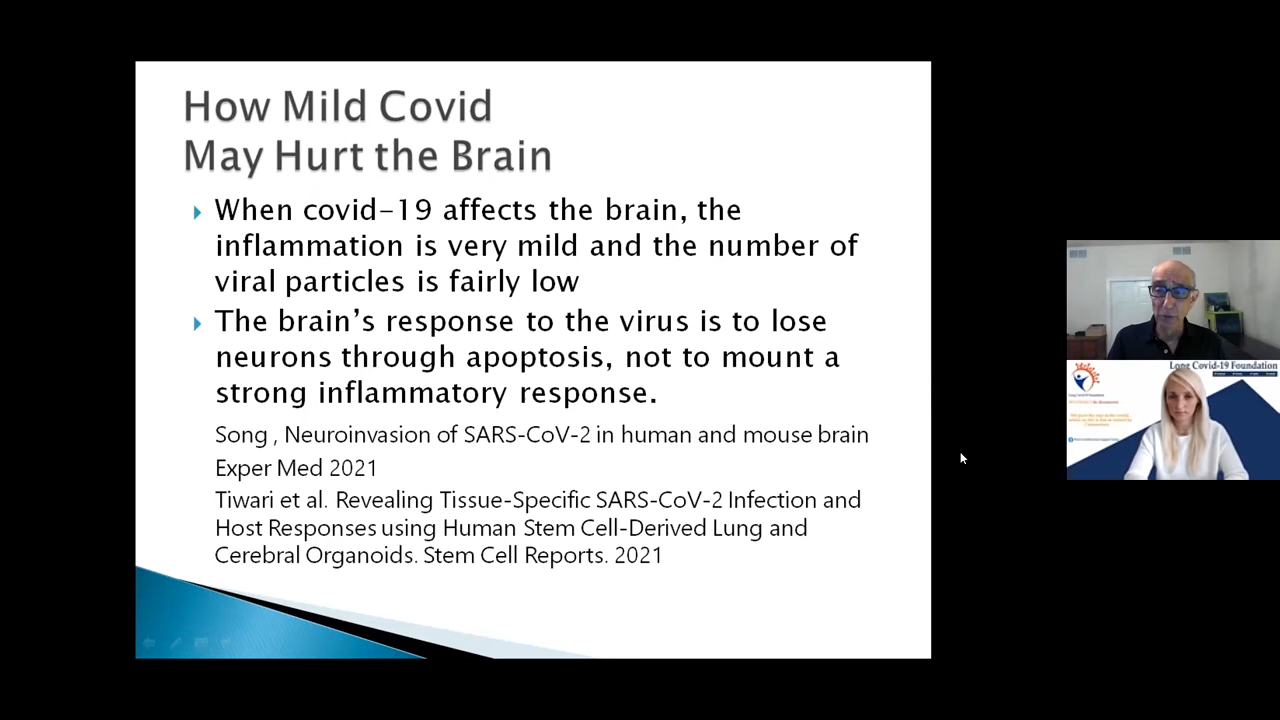 How Mild Covid
May Hurt the Brain
When covid-19 affects the brain, the
inflammation is very mild and the number of
viral particles is fairly low
The brain's response to the virus is to lose
neurons through apoptosis, not to mount a
strong inflammatory response.
Song , Neuroinvasion of SARS-CoV-2 in human and mouse brain
Exper Med 2021
Tiwari et al. Revealing Tissue-Specific SARS-CoV-2 Infection and
Host Responses using Human Stem Cell-Derived Lung and
Cerebral Organoids. Stem Cell Reports. 2021
Long Covid-19 Foundation